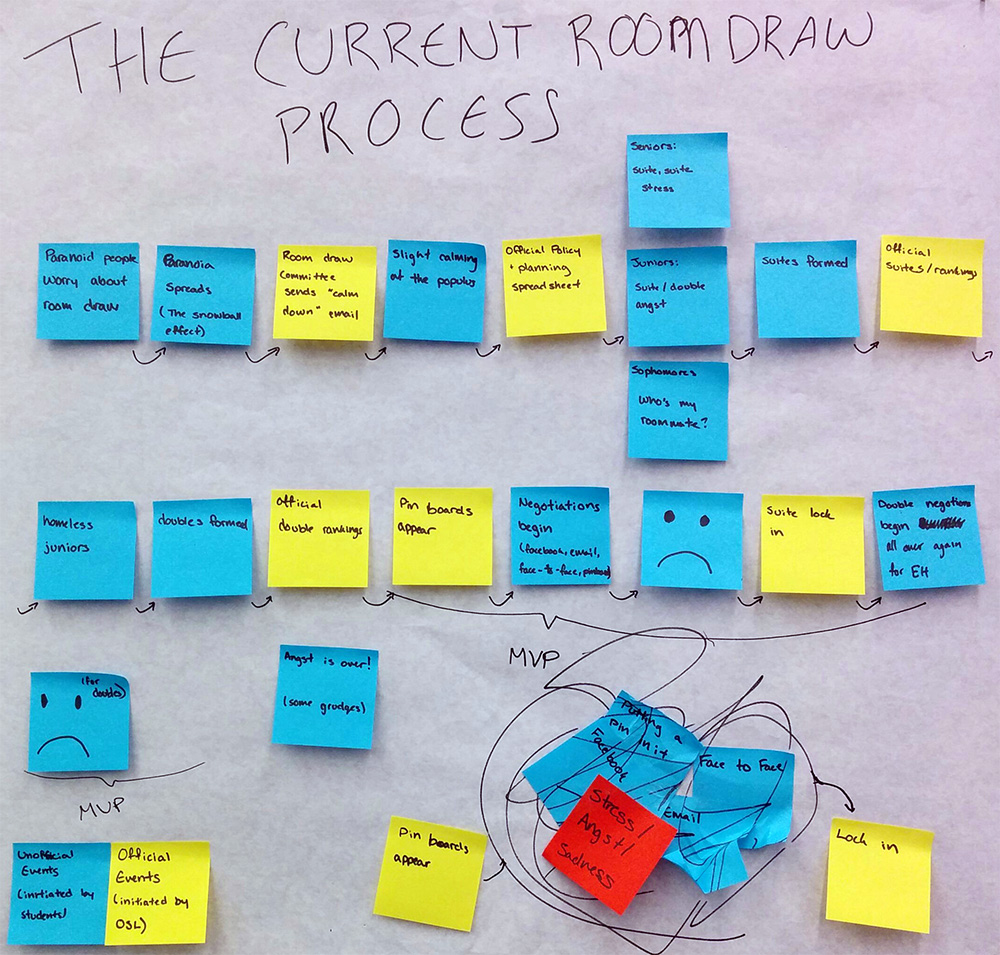 THE CURRENT ROOM DRAW
PROCESS
Seniors:
suite, suite
stress
Paranoid people
worry about
room draw
Paranoia
Spreads
(The snowball
effect)
Room draw
committee
sends "calm
down" email
Slight calming
of the populus
Official Policy
+ planning
spreadsheet
Juniors:
Suite/double
angst
suites formed
Official
suites/rankings
Sophomores
Who's my
roommate?
homeless
juniors
doubles formed
Official
double rankings
Pin boards
appear
Negotiations
begin
(facebook, email,
face-to-face, pinboard)
Suite lock
in
Double negotions
begin
all over again
for EH
MVP
(for
doubles)
MVP
Angst is over!
(some grudges)
Putting a
pin in it
Facebook
Face to Face
email
Stress/
Angst/
Sadness
Pin boards
appear
Lock in
Unofficial
Events
(initiated by
students)
Official
Events
(initiated by
OSL)